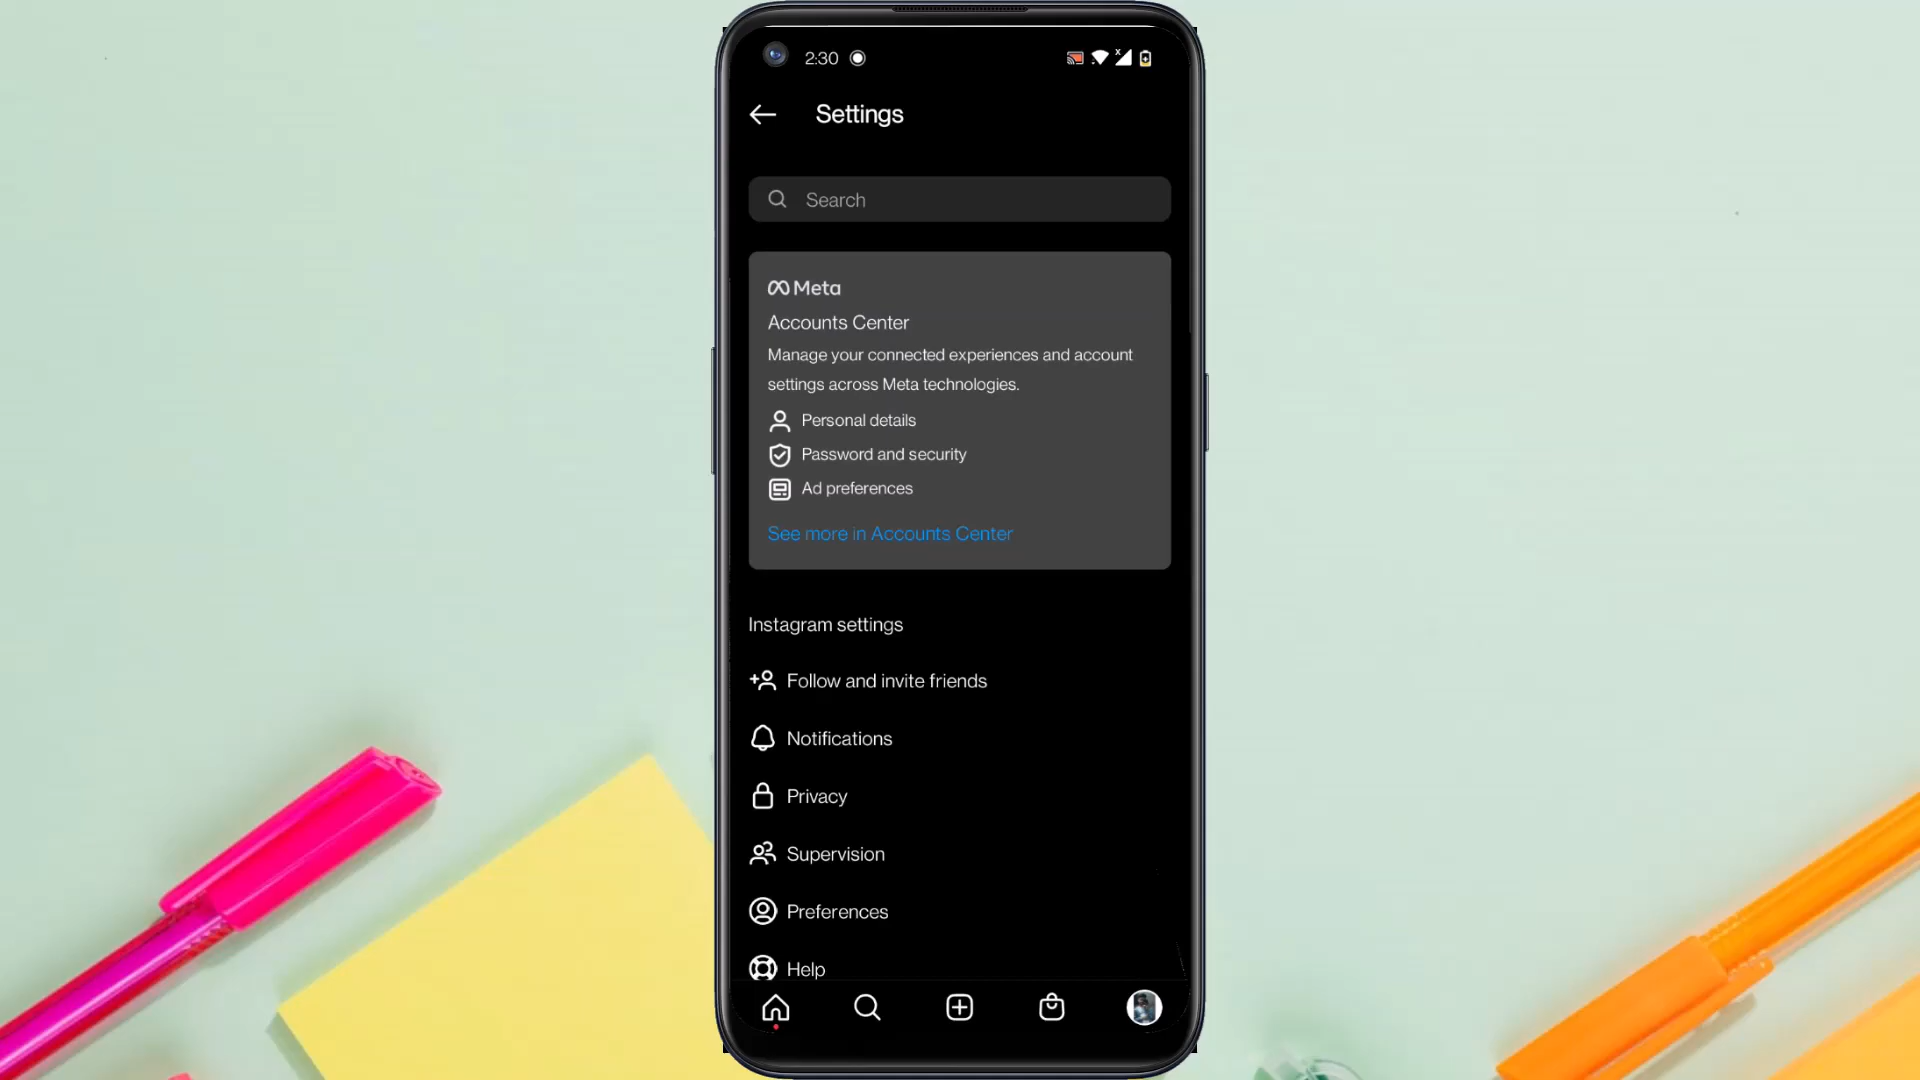 2:30
Settings
Search
Meta
Accounts Center
Manage your connected experiences and account
settings across Meta technologies.
Personal details
Password and security
Ad preferences
See more in Accounts Center
Instagram settings
Follow and invite friends
Notifications
Privacy
Supervision
Preferences
Help